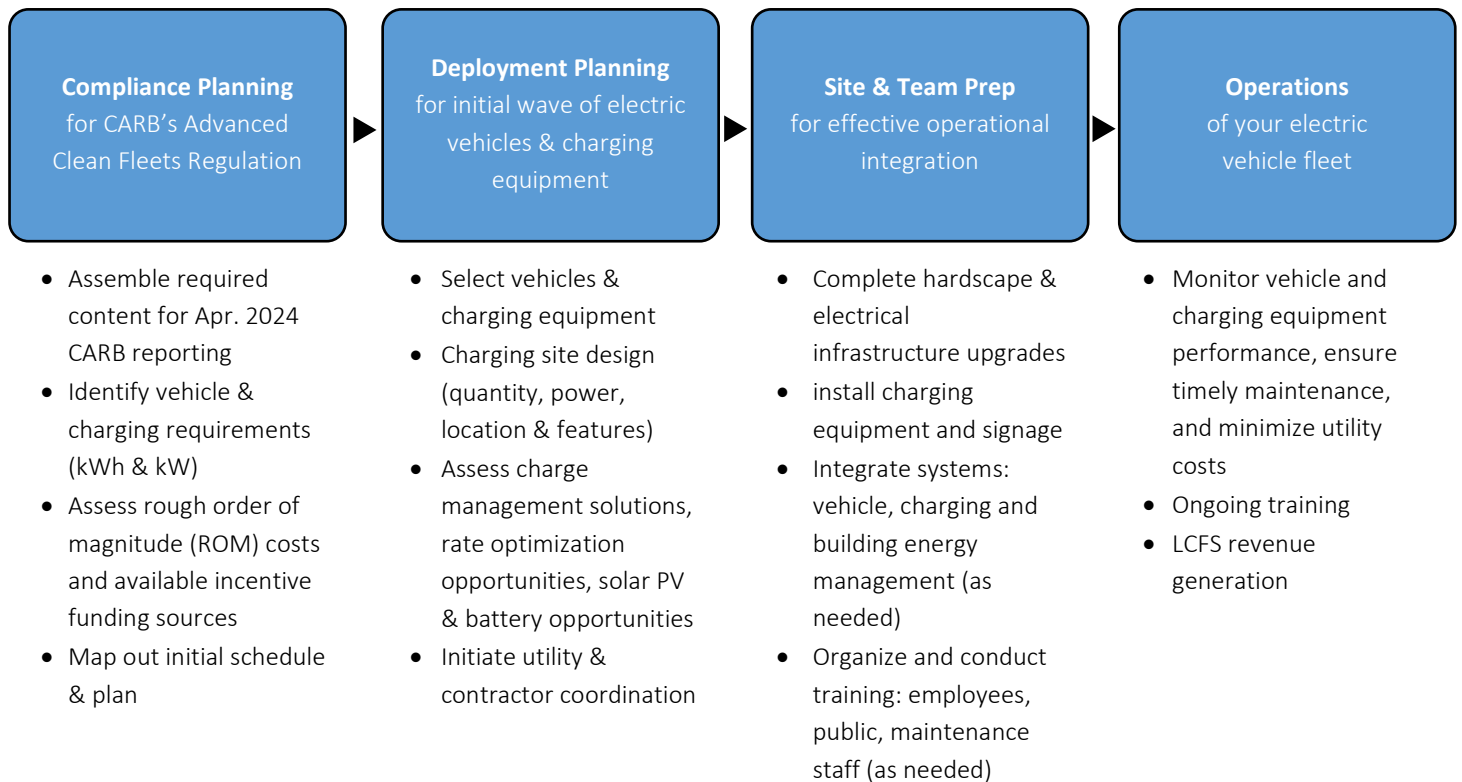 Compliance Planning
for CARB's Advanced
Clean Fleets Regulation
Deployment Planning
for initial wave of electric
vehicles & charging
equipment
Site & Team Prep
for effective operational
integration
Operations
of your electric
vehicle fleet
• Assemble required
content for Apr. 2024
CARB reporting
• Identify vehicle &
charging requirements
(kWh & kW)
• Assess rough order of
magnitude (ROM) costs
and available incentive
funding sources
• Map out initial schedule
& plan
• Select vehicles &
charging equipment
• Charging site design
(quantity, power,
location & features)
• Assess charge
management solutions,
rate optimization
opportunities, solar PV
& battery opportunities
• Initiate utility &
contractor coordination
• Complete hardscape &
electrical
infrastructure upgrades
• install charging
equipment and signage
• Integrate systems:
vehicle, charging and
building energy
management (as
needed)
• Organize and conduct
training: employees,
public, maintenance
staff (as needed)
• Monitor vehicle and
charging equipment
performance, ensure
timely maintenance,
and minimize utility
costs
• Ongoing training
• LCFS revenue
generation